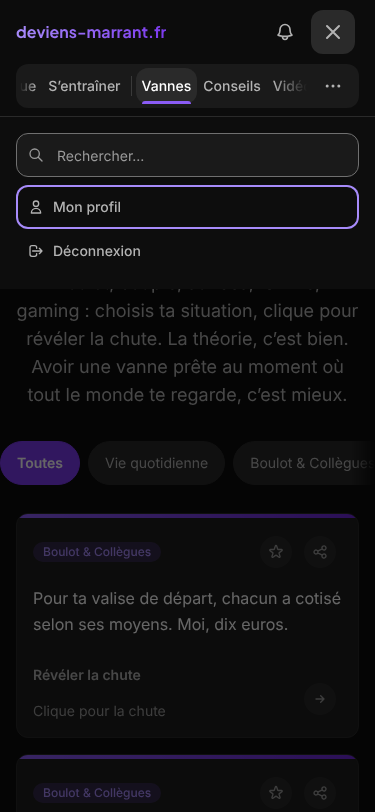 deviens-marrant.fr
ue S’entraîner Vannes Conseils Vidé
Rechercher...
Mon profil
Déconnexion
gaming : choisis ta situation, clique pour
révéler la chute. La théorie, c’est bien.
Avoir une vanne prête au moment où
tout le monde te regarde, c’est mieux.
Toutes Vie quotidienne Boulot & Collègues
Boulot & Collègues
Pour ta valise de départ, chacun a cotisé
selon ses moyens. Moi, dix euros.
Révéler la chute
Clique pour la chute
Boulot & Collègues